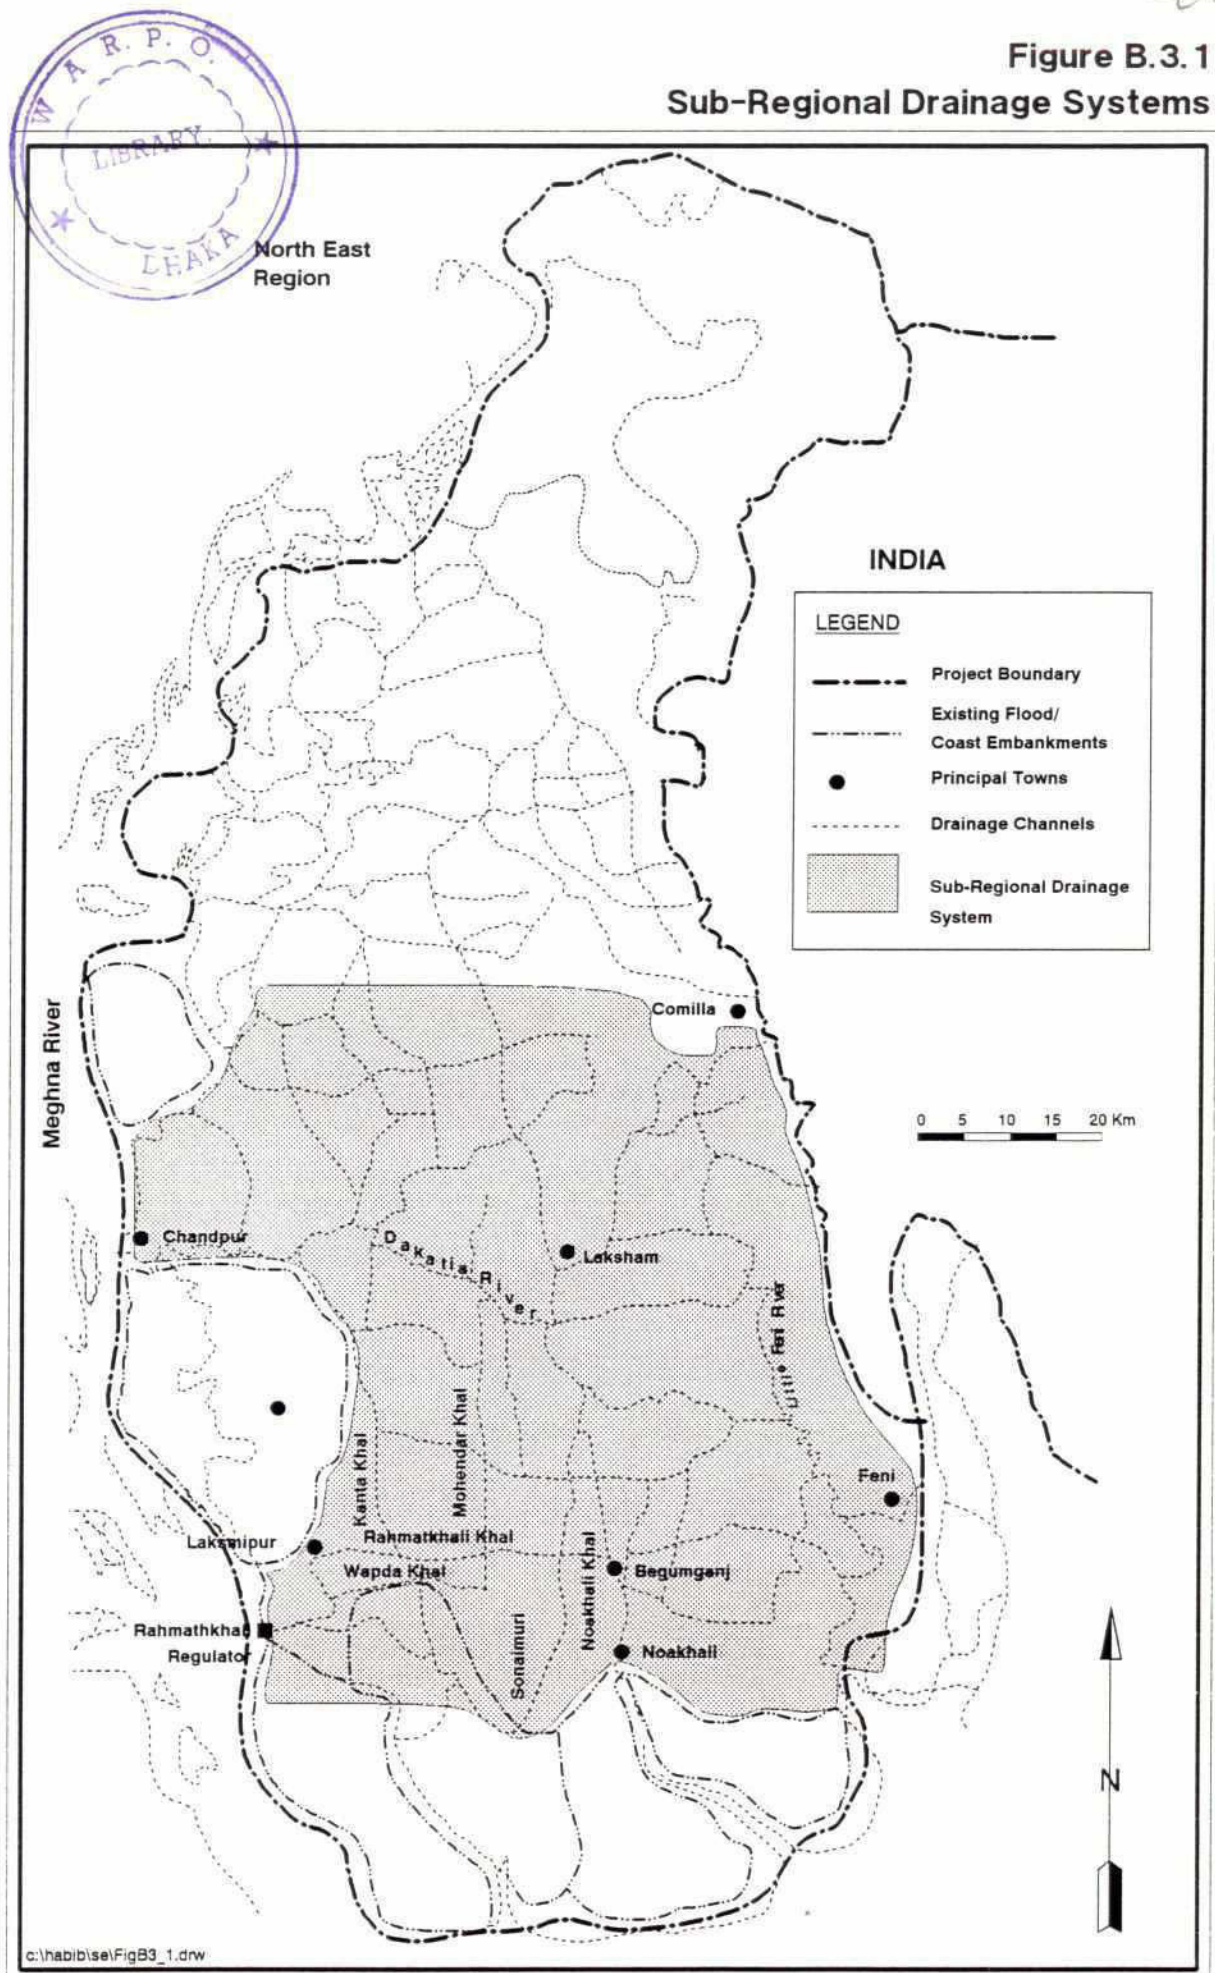 Figure B.3.1
Sub-Regional Drainage Systems
W A R. P. O.
LIBRARY.
DHAKA
North East
Region
INDIA
LEGEND
Project Boundary
Existing Flood/
Coast Embankments
Principal Towns
Drainage Channels
Sub-Regional Drainage
System
Meghna River
Comilla
0 5 10 15 20 Km
Chandpur
Dakatia River
Laksham
Little Feni River
Kanta Khal
Mohendar Khal
Feni
Lakshmipur
Rahmatkhali Khal
Wapda Khal
Noakhali Khal
Begumganj
Rahmathkhali
Regulator
Sonaimuri
Noakhali
N
c:\habib\se\FigB3_1.drw